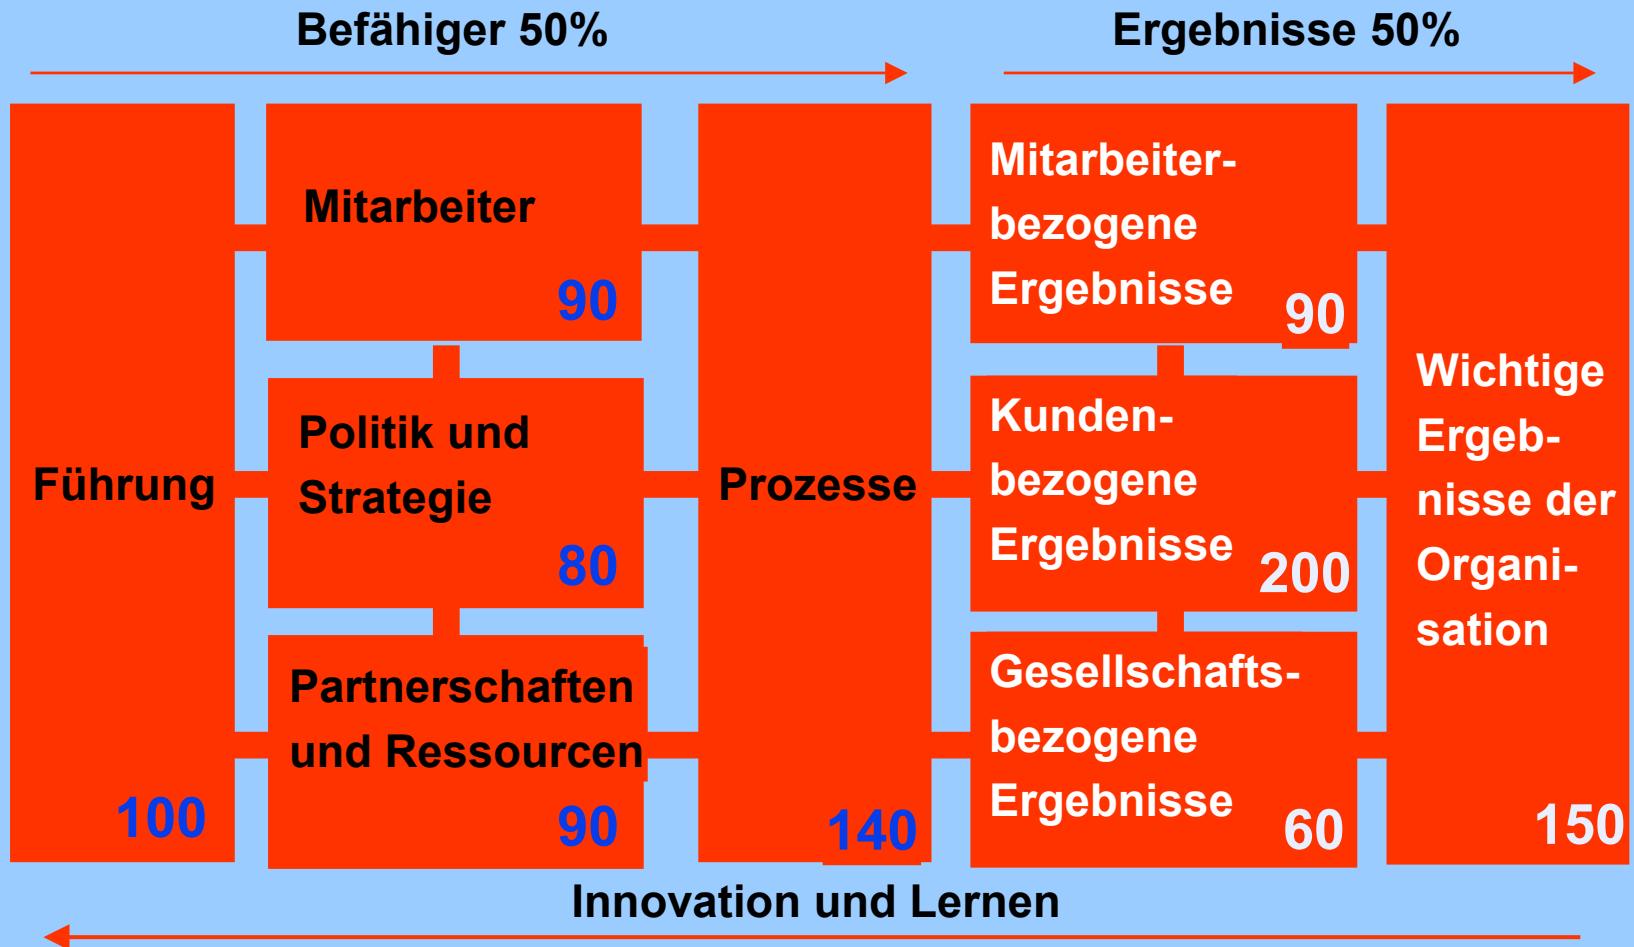 Befähiger 50%
Ergebnisse 50%
Führung
100
Mitarbeiter
90
Politik und
Strategie
80
Partnerschaften
und Ressourcen
90
Prozesse
140
Mitarbeiter-
bezogene
Ergebnisse
90
Kunden-
bezogene
Ergebnisse
200
Gesellschafts-
bezogene
Ergebnisse
60
Wichtige
Ergeb-
nisse der
Organi-
sation
150
Innovation und Lernen